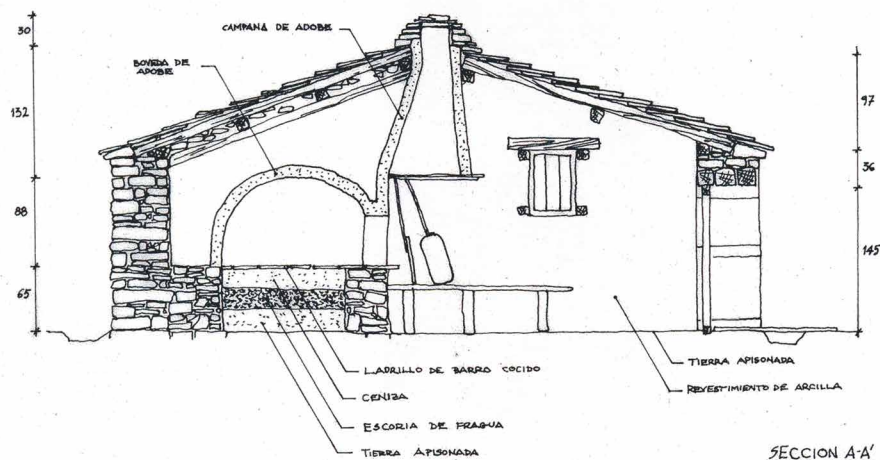 CAMPANA DE ADOBE
BOVEDA DE
ADOBE
30
132
88
65
97
36
145
LADRILLO DE BARRO COCIDO
CENIZA
ESCORIA DE FRAGUA
TIERRA APISONADA
TIERRA APISONADA
REVESTIMIENTO DE ARCILLA
SECCION A-A'